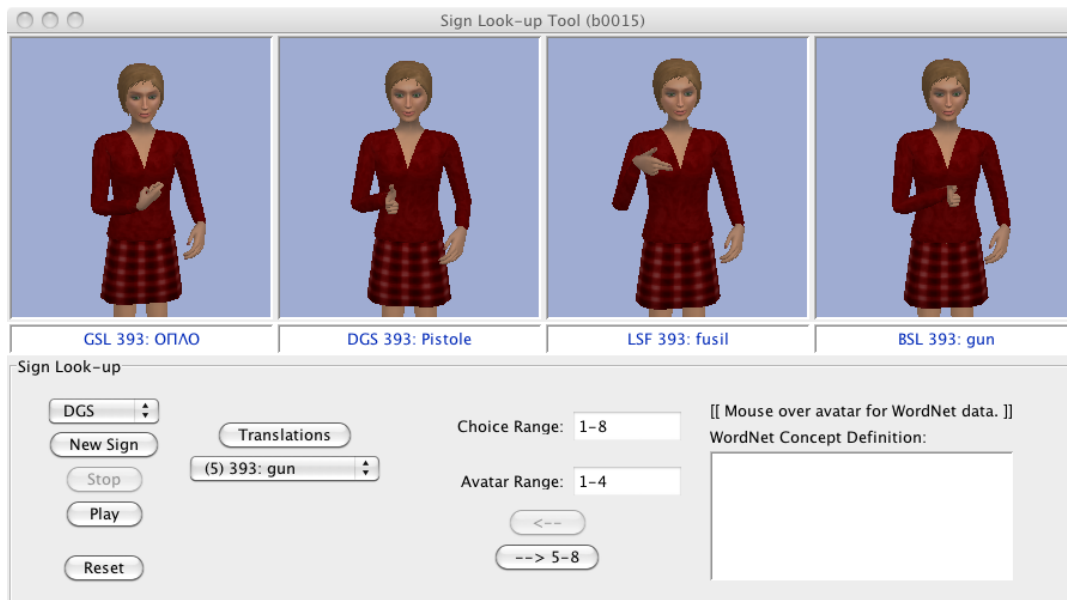 Sign Look-up Tool (b0015)
GSL 393: ΟΠΛΟ
DGS 393: Pistole
LSF 393: fusil
BSL 393: gun
Sign Look-up
DGS
New Sign
Stop
Play
Reset
Translations
(5) 393: gun
Choice Range: 1-8
Avatar Range: 1-4
<--
--> 5-8
[[ Mouse over avatar for WordNet data. ]]
WordNet Concept Definition: